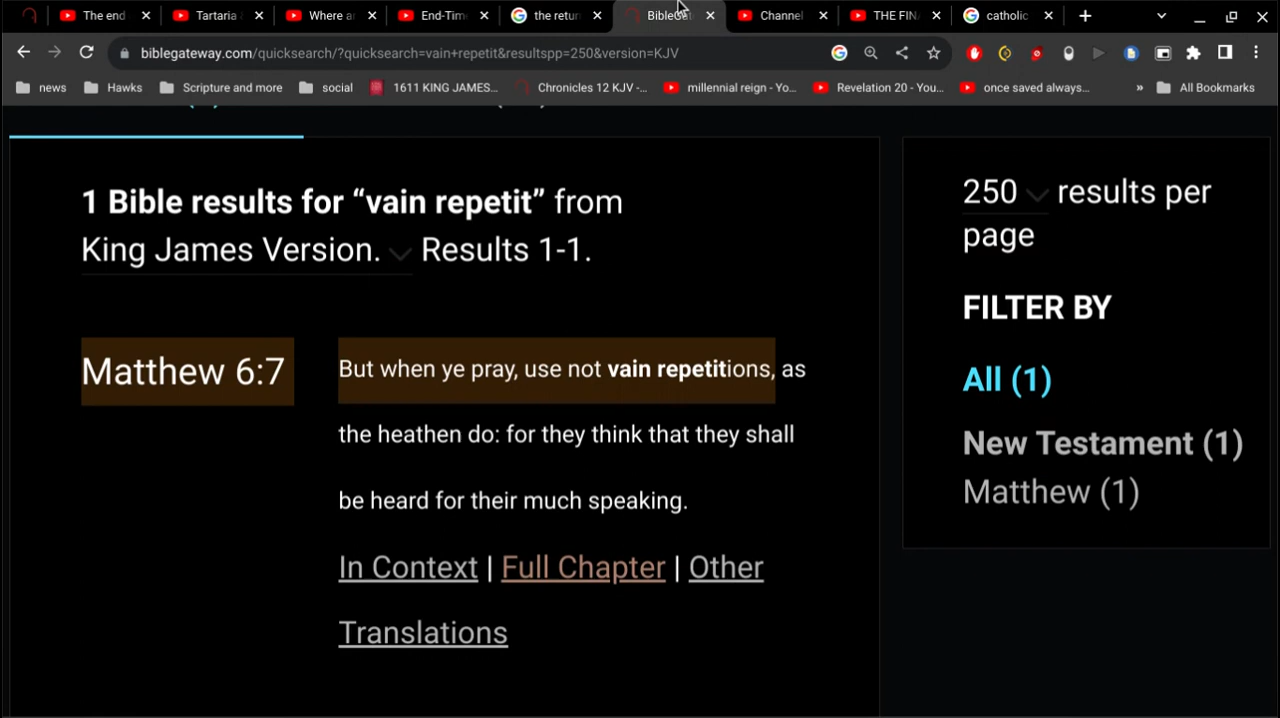 The end
Tartaria
Where a
End-Tim
the retur
BibleGat
Channel
THE FIN
catholic
biblegateway.com/quicksearch/?quicksearch=vain+repetit&resultspp=250&version=KJV
news
Hawks
Scripture and more
social
1611 KING JAMES...
Chronicles 12 KJV -...
millennial reign - Yo...
Revelation 20 - You...
once saved always...
»
All Bookmarks
1 Bible results for “vain repetit” from
King James Version. Results 1-1.
Matthew 6:7
But when ye pray, use not vain repetitions, as
the heathen do: for they think that they shall
be heard for their much speaking.
In Context | Full Chapter | Other
Translations
250 results per
page
FILTER BY
All (1)
New Testament (1)
Matthew (1)